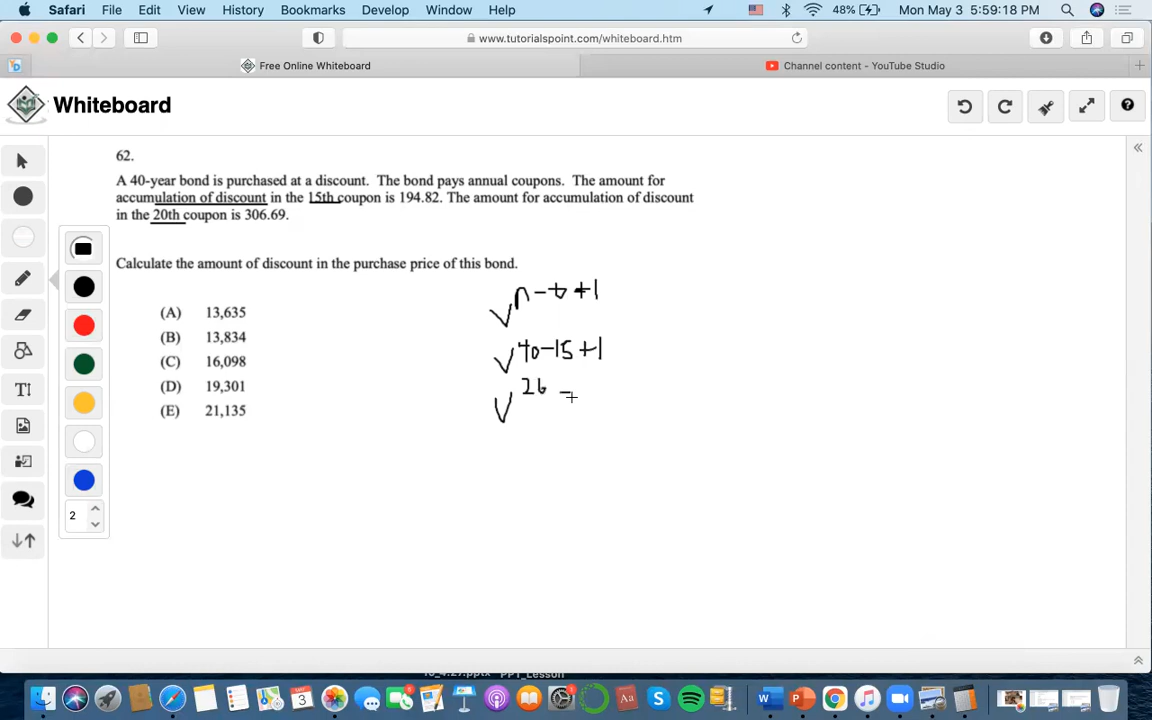 Safari File Edit View History Bookmarks Develop Window Help 48% Mon May 3 5:59:18 PM
www.tutorialspoint.com/whiteboard.htm
Free Online Whiteboard Channel content - YouTube Studio
Whiteboard
62.
A 40-year bond is purchased at a discount. The bond pays annual coupons. The amount for
accumulation of discount in the 15th coupon is 194.82. The amount for accumulation of discount
in the 20th coupon is 306.69.
Calculate the amount of discount in the purchase price of this bond.
(A) 13,635
(B) 13,834
(C) 16,098
(D) 19,301
(E) 21,135
v^n-t+1
v^40-15+1
v^26 -
T1
2
PPT_Lesson
3
Aa